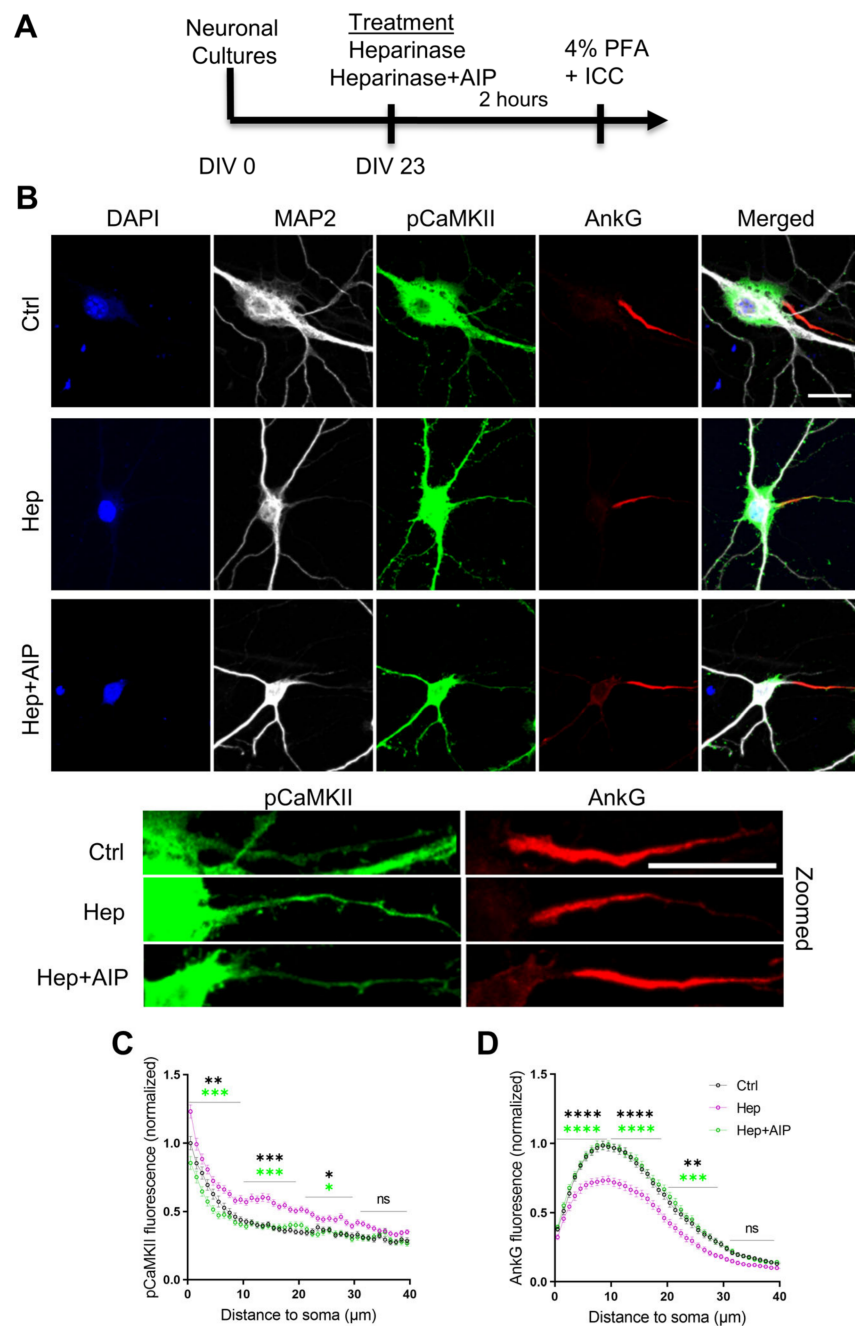 A
Neuronal
Cultures
Treatment
Heparinase
Heparinase+AIP
2 hours
4% PFA
+ ICC
DIV 0
DIV 23
B
DAPI
MAP2
pCaMKII
AnkG
Merged
Ctrl
Hep
Hep+AIP
pCaMKII
AnkG
Ctrl
Hep
Hep+AIP
Zoomed
C
pCaMKII fluorescence (normalized)
1.5
1.0
0.5
0.0
**
***
***
***
*
*
ns
0
10
20
30
40
Distance to soma (µm)
D
AnkG fluoresence (normalized)
1.5
1.0
0.5
0.0
****
****
****
****
**
***
ns
Ctrl
Hep
Hep+AIP
0
10
20
30
40
Distance to soma (µm)